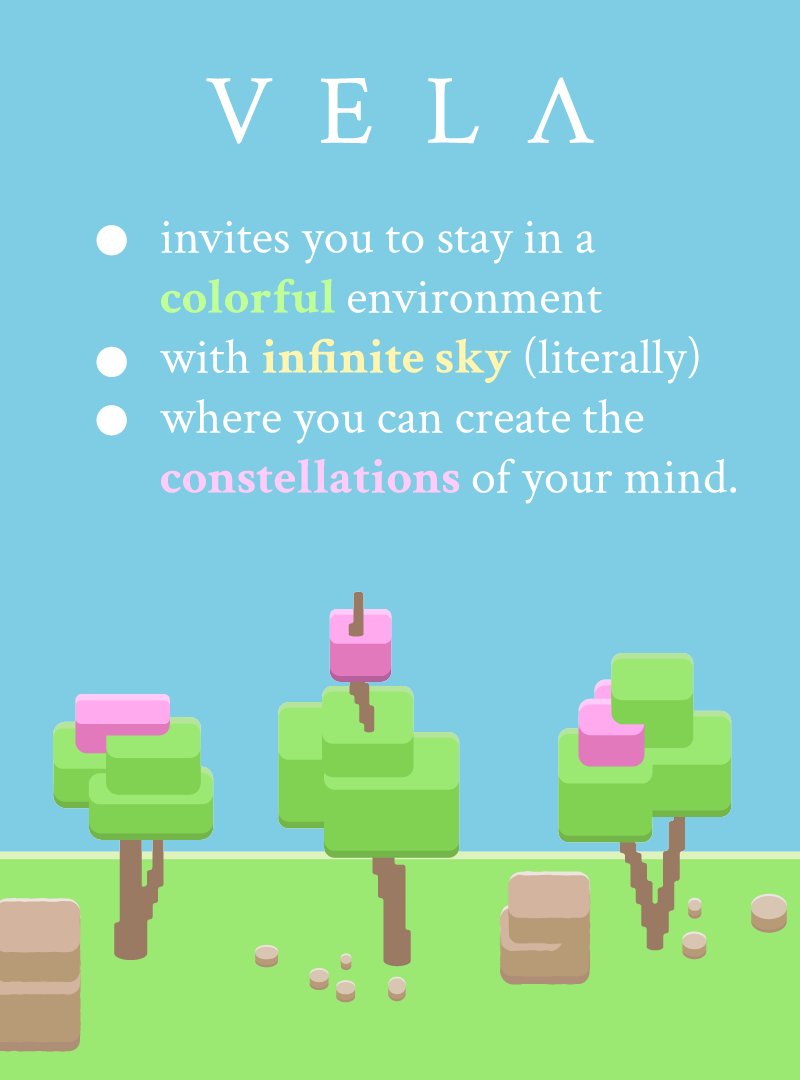 V E L Λ
● invites you to stay in a
colorful environment
● with infinite sky (literally)
● where you can create the
constellations of your mind.